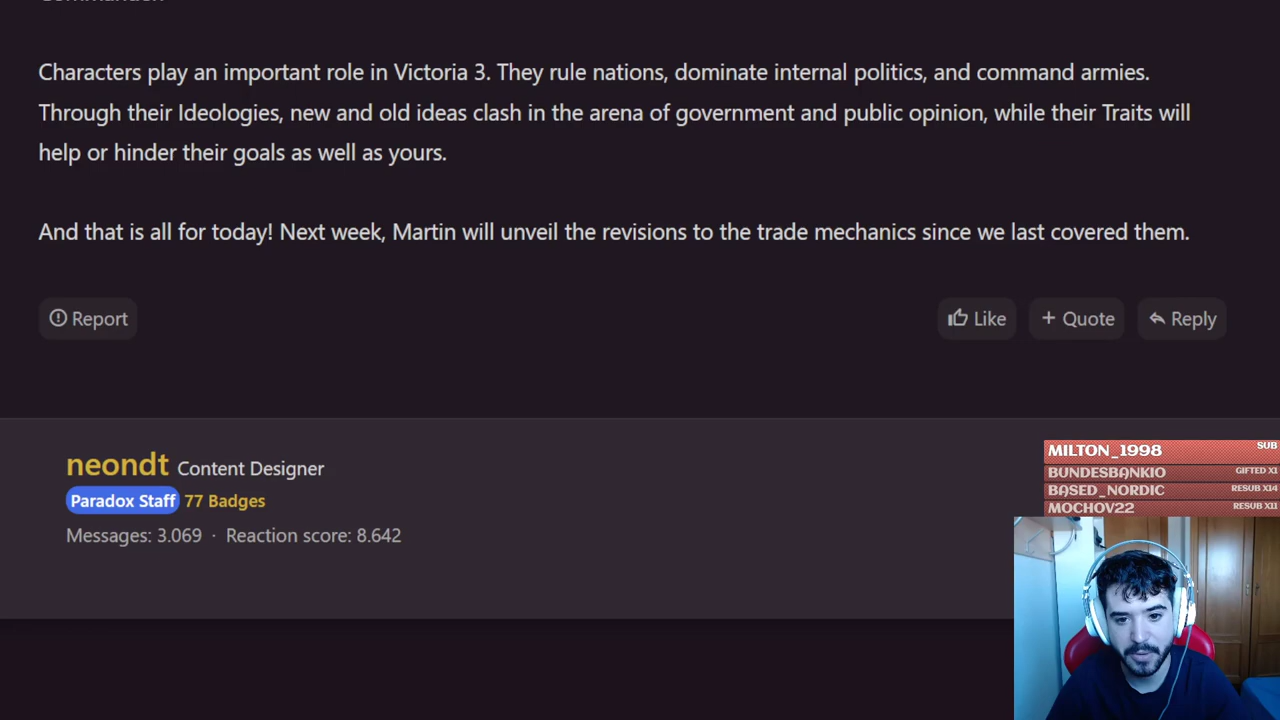 Characters play an important role in Victoria 3. They rule nations, dominate internal politics, and command armies.
Through their Ideologies, new and old ideas clash in the arena of government and public opinion, while their Traits will
help or hinder their goals as well as yours.
And that is all for today! Next week, Martin will unveil the revisions to the trade mechanics since we last covered them.
Report
Like
+ Quote
Reply
neondt Content Designer
Paradox Staff 77 Badges
Messages: 3.069 · Reaction score: 8.642
MILTON_1998 SUB
BUNDESBANKIO GIFTED X1
BASED_NORDIC RESUB X14
MOCHOV22 RESUB X11